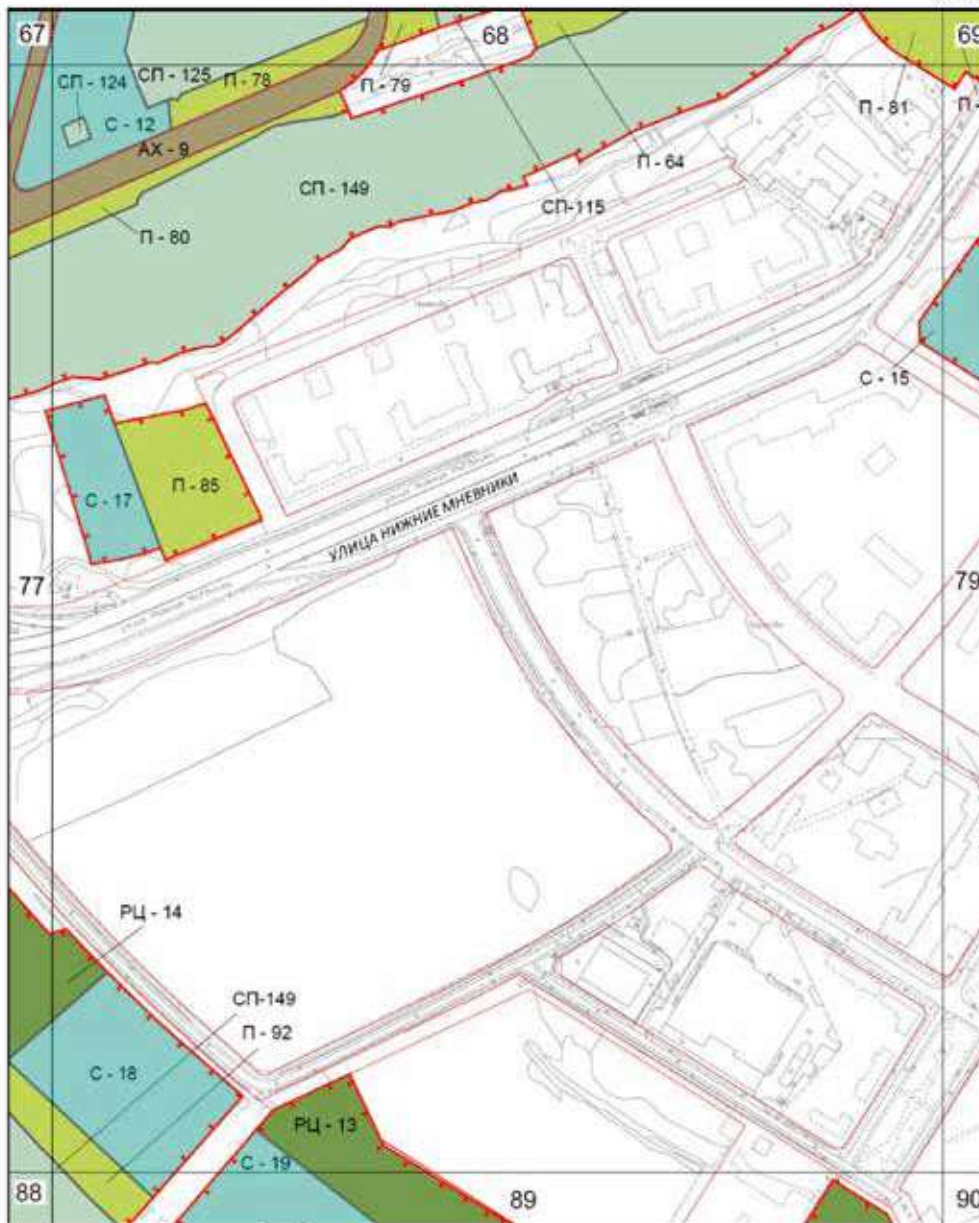 67
68
69
СП - 124
СП - 125
П - 78
П - 79
П - 81
П -
С - 12
АХ - 9
П - 64
СП - 149
СП-115
П - 80
С - 15
С - 17
П - 85
УЛИЦА НИЖНИЕ МНЕВНИКИ
77
79
РЦ - 14
СП-149
П - 92
С - 18
РЦ - 13
С - 19
88
89
90